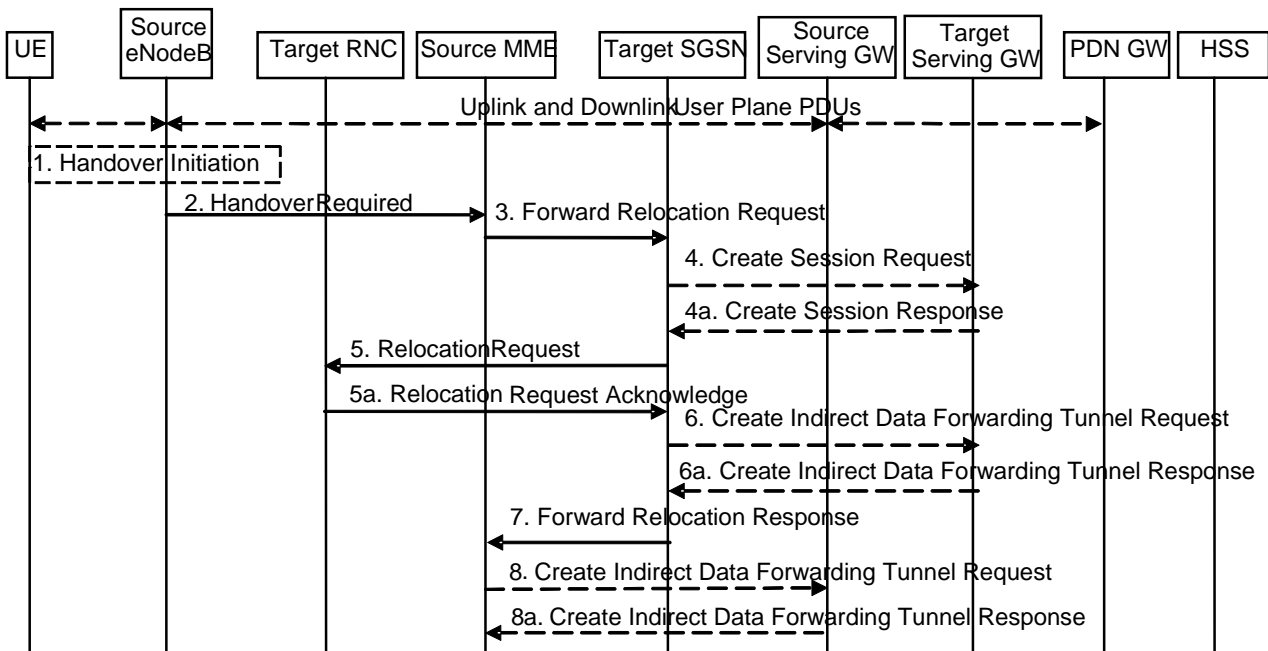 UE
Source
eNodeB
Target RNC
Source MME
Target SGSN
Source
Serving GW
Target
Serving GW
PDN GW
HSS
Uplink and Downlink User Plane PDUs
1. Handover Initiation
2. Handover Required
3. Forward Relocation Request
4. Create Session Request
4a. Create Session Response
5. Relocation Request
5a. Relocation Request Acknowledge
6. Create Indirect Data Forwarding Tunnel Request
6a. Create Indirect Data Forwarding Tunnel Response
7. Forward Relocation Response
8. Create Indirect Data Forwarding Tunnel Request
8a. Create Indirect Data Forwarding Tunnel Response